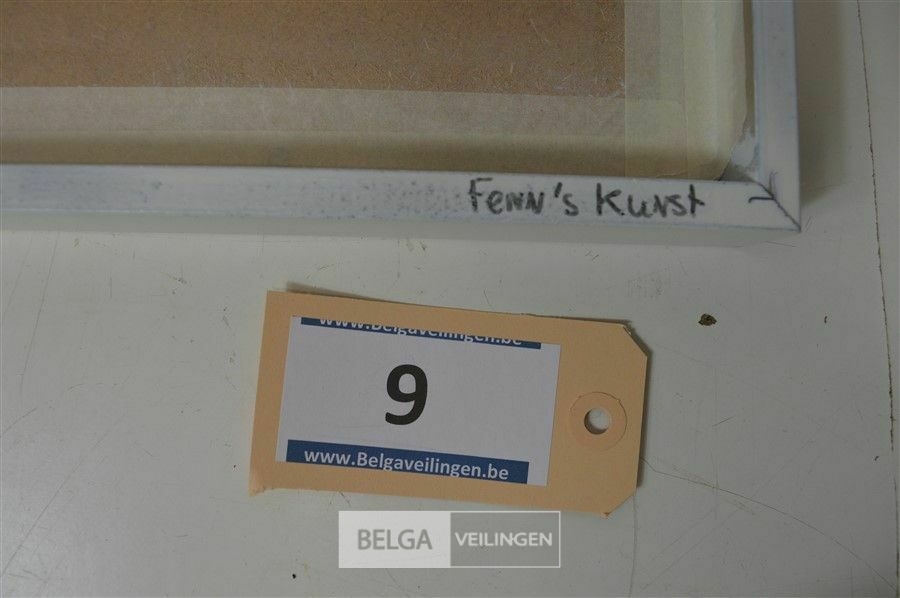 Fenn's Kunst
www.Belgaveilingen.be
9
www.Belgaveilingen.be
BELGA VEILINGEN